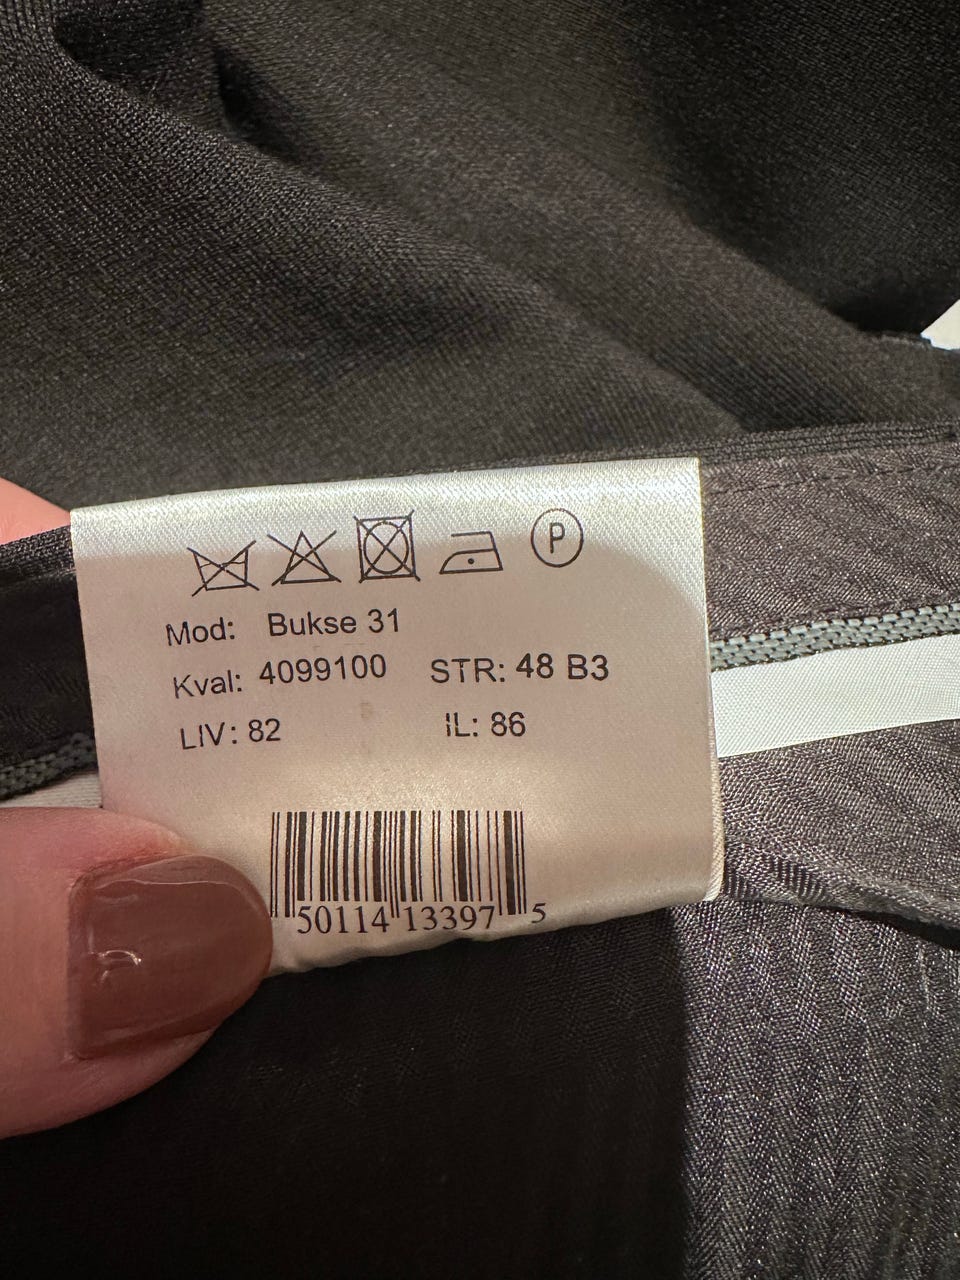 P
Mod: Bukse 31
Kval: 4099100 STR: 48 B3
LIV: 82 IL: 86
50114 13397 5